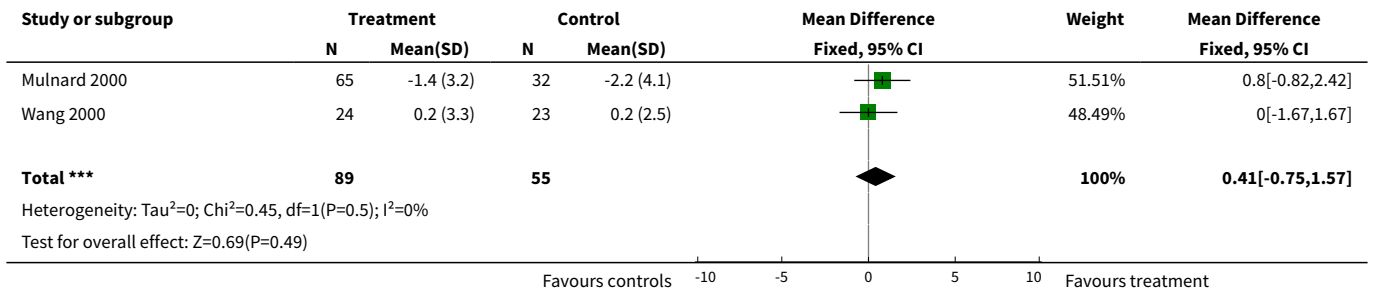 Study or subgroup Treatment Control Mean Difference Weight Mean Difference
N Mean(SD) N Mean(SD) Fixed, 95% CI Fixed, 95% CI
Mulnard 2000 65 -1.4 (3.2) 32 -2.2 (4.1) 51.51% 0.8[-0.82,2.42]
Wang 2000 24 0.2 (3.3) 23 0.2 (2.5) 48.49% 0[-1.67,1.67]
Total *** 89 55 100% 0.41[-0.75,1.57]
Heterogeneity: Tau²=0; Chi²=0.45, df=1(P=0.5); I²=0%
Test for overall effect: Z=0.69(P=0.49)
Favours controls -10 -5 0 5 10 Favours treatment